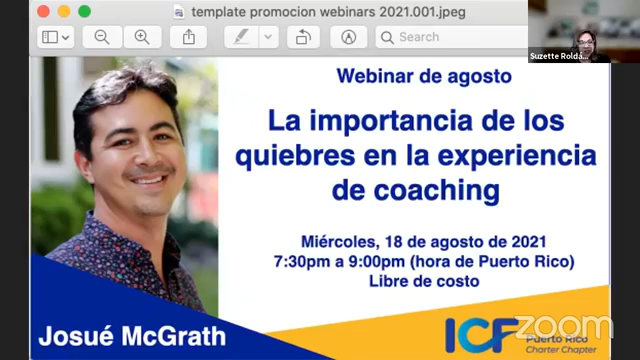 template promocion webinars 2021.001.jpeg
Search
Suzette Rolda...
Webinar de agosto
La importancia de los
quiebres en la experiencia
de coaching
Miércoles, 18 de agosto de 2021
7:30pm a 9:00pm (hora de Puerto Rico)
Libre de costo
Josué McGrath
ICF
zoom
Puerto Rico
Charter Chapter